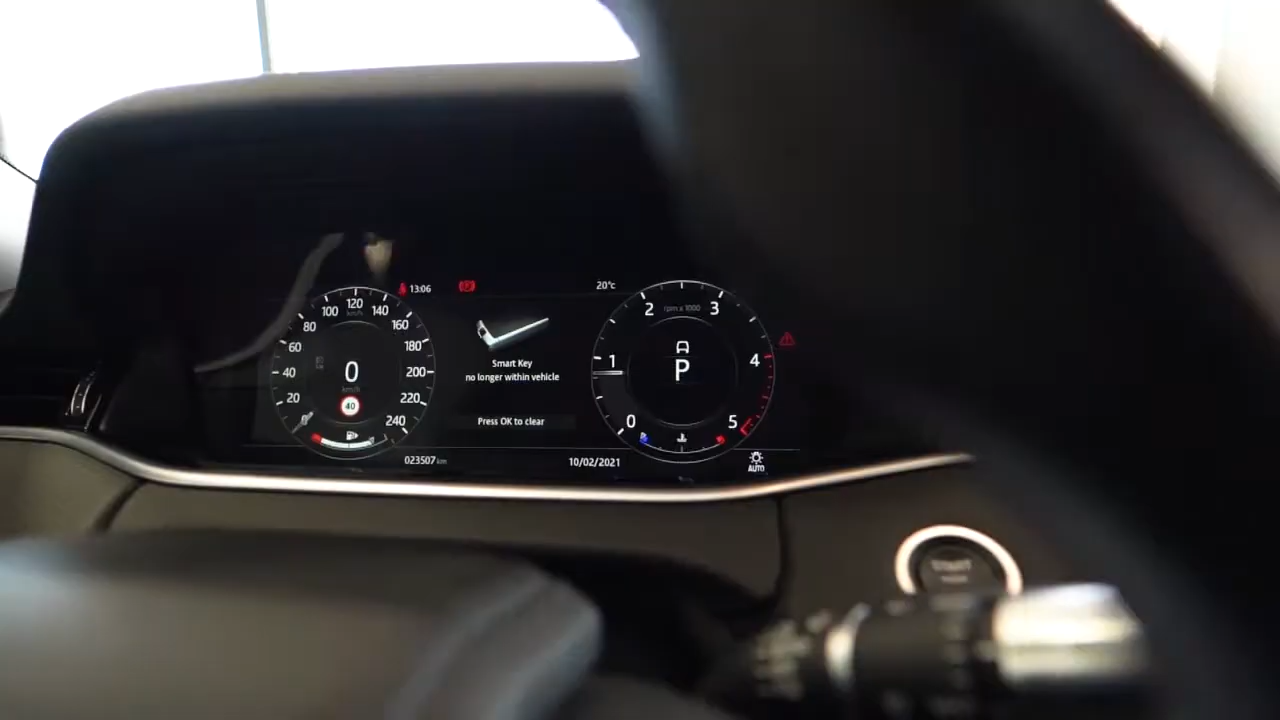 13:06
20°c
100 120 140
km/h
80 160
60 180
40 200
20 220
240
0
km/h
40
Smart Key
no longer within vehicle
Press OK to clear
2 rpm x 1000 3
1 4
0 5
P
023507 km
10/02/2021
AUTO
START